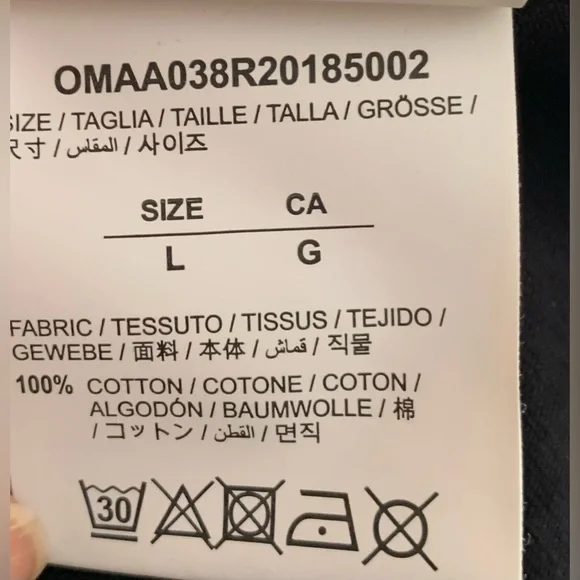 OMAA038R20185002
SIZE / TAGLIA / TAILLE / TALLA / GRÖSSE /
尺寸 / المقاس / 사이즈
SIZE CA
L G
FABRIC / TESSUTO / TISSUS / TEJIDO /
GEWEBE / 面料 / 本体 / قماش / 직물
100% COTTON / COTONE / COTON /
ALGODÓN / BAUMWOLLE / 棉
/ コットン / القطن / 면직
30